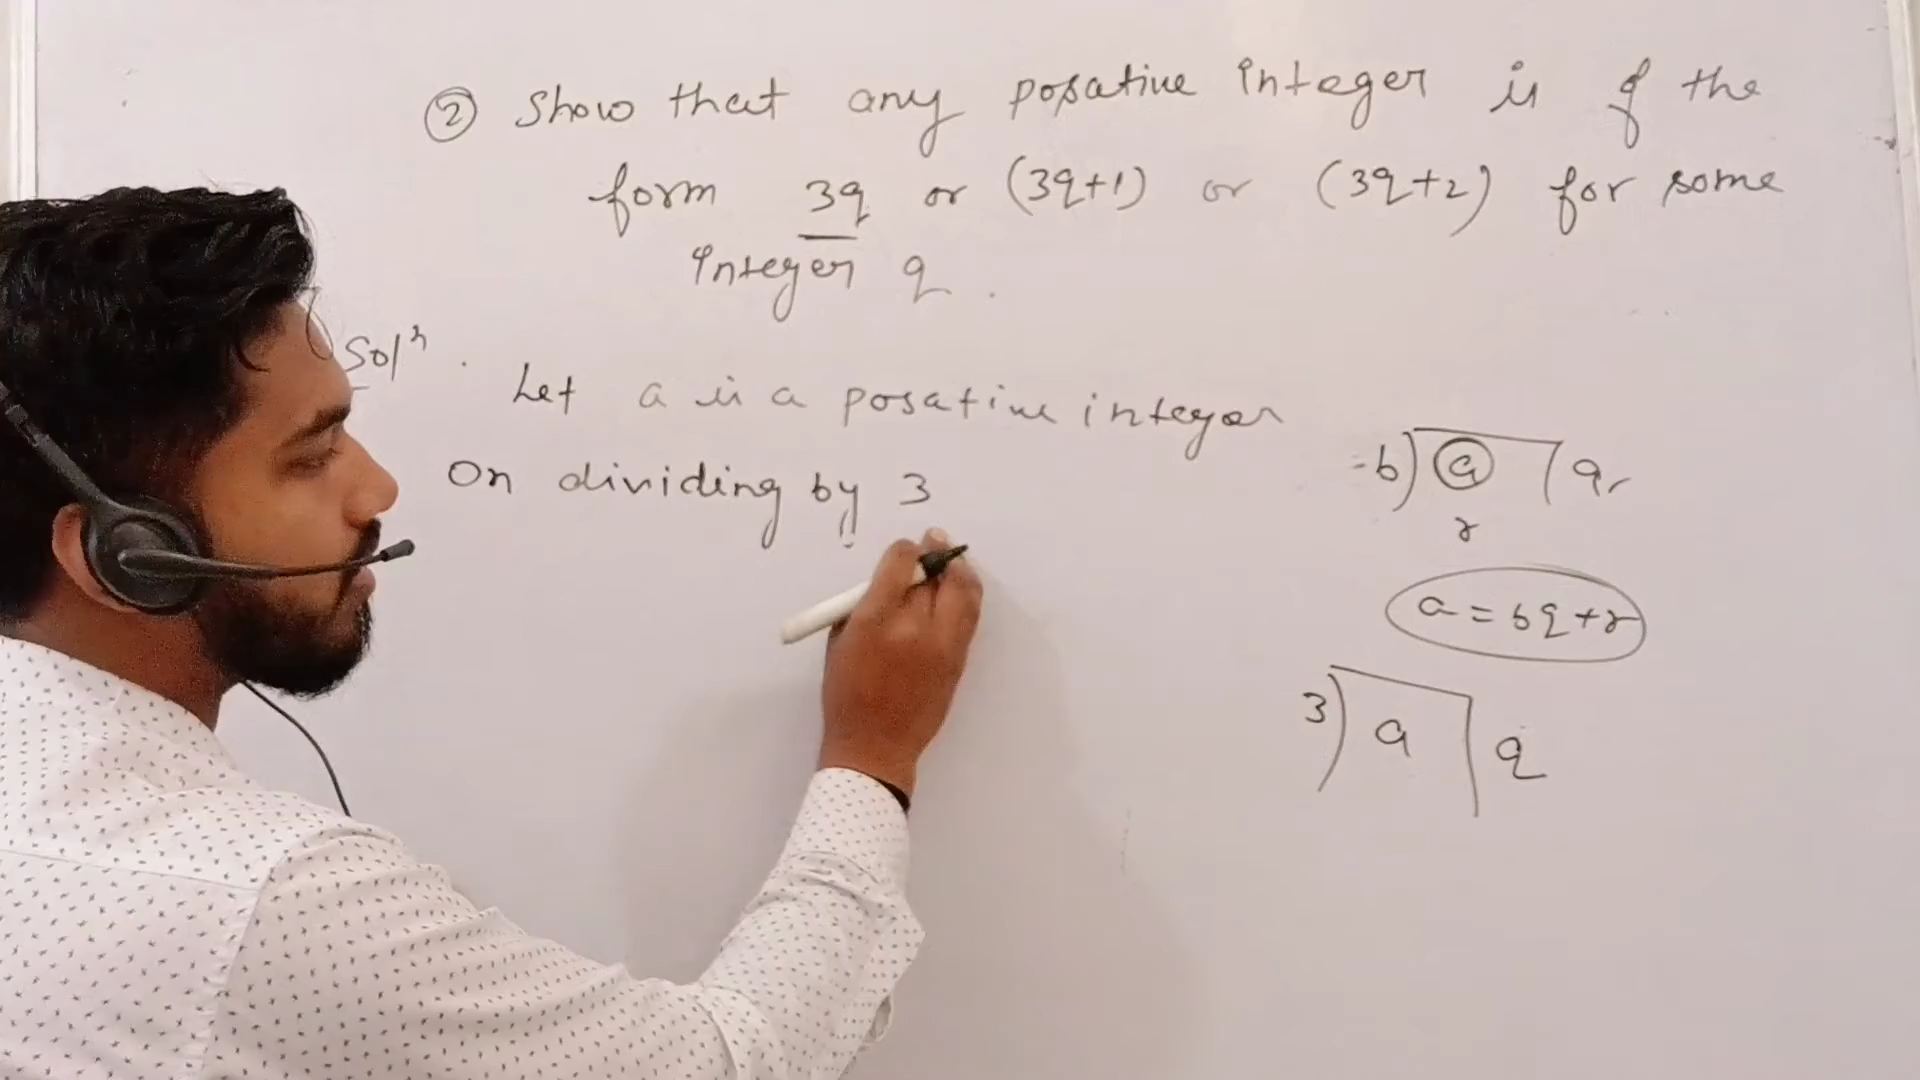 ② Show that any posative integer is of the
form 3q or (3q+1) or (3q+2) for some
integer q.
Solⁿ.
Let a is a posative integer
On dividing by 3
b) a ( q
r
a = bq+r
3) a q